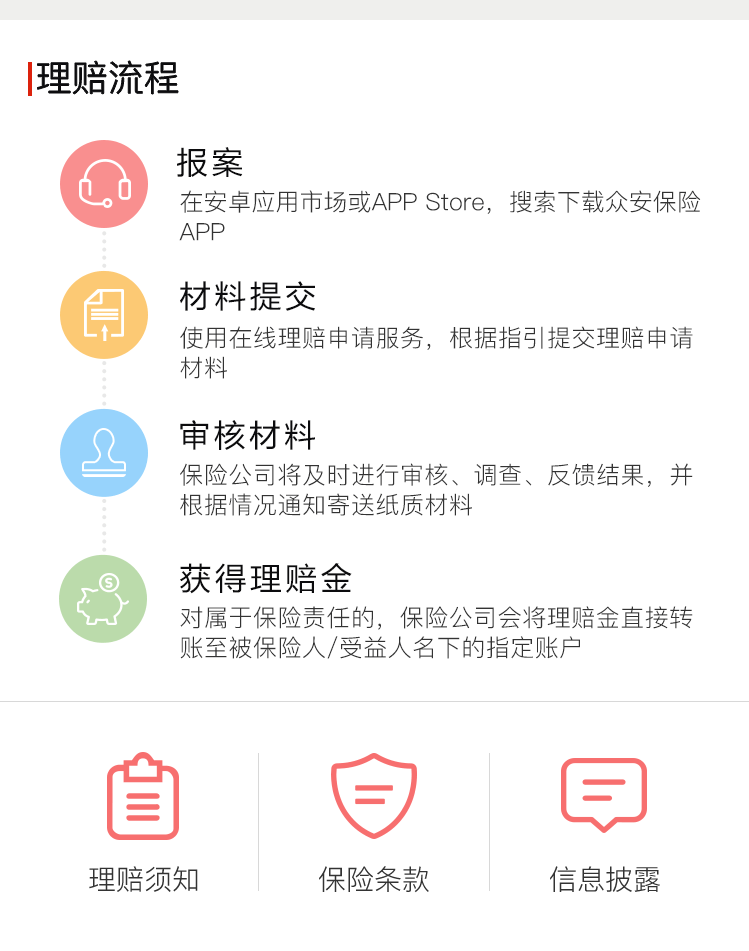 理赔流程
报案
在安卓应用市场或APP Store，搜索下载众安保险
APP
材料提交
使用在线理赔申请服务，根据指引提交理赔申请
材料
审核材料
保险公司将及时进行审核、调查、反馈结果，并
根据情况通知寄送纸质材料
获得理赔金
对属于保险责任的，保险公司会将理赔金直接转
账至被保险人/受益人名下的指定账户
理赔须知
保险条款
信息披露